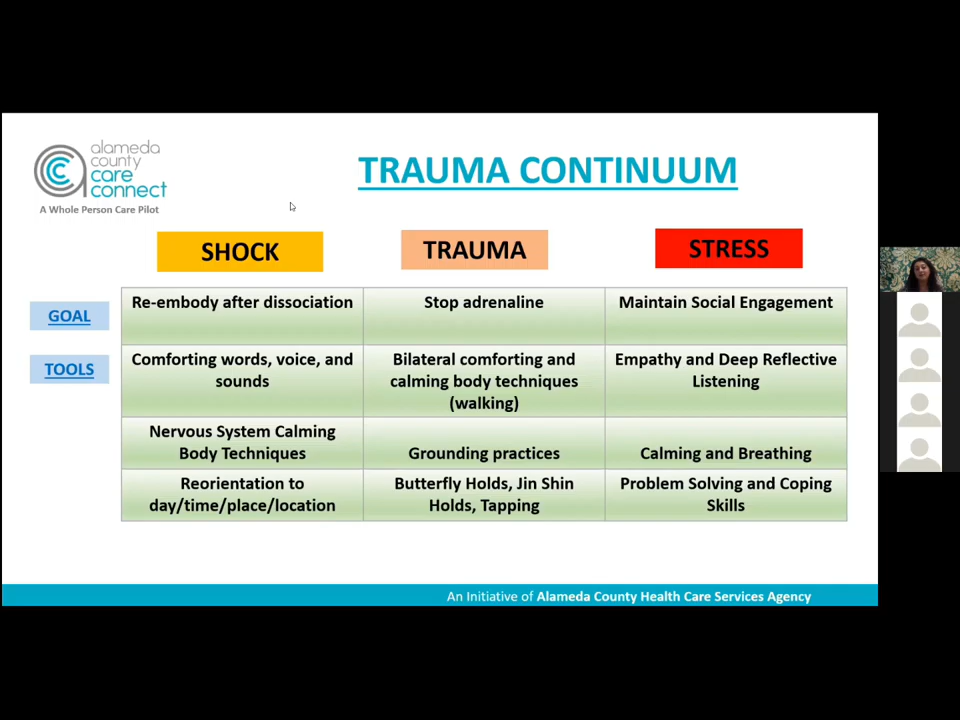 alameda
county
care
connect
A Whole Person Care Pilot
TRAUMA CONTINUUM
SHOCK
TRAUMA
STRESS
GOAL
Re-embody after dissociation
Stop adrenaline
Maintain Social Engagement
TOOLS
Comforting words, voice, and
sounds
Bilateral comforting and
calming body techniques
(walking)
Empathy and Deep Reflective
Listening
Nervous System Calming
Body Techniques
Grounding practices
Calming and Breathing
Reorientation to
day/time/place/location
Butterfly Holds, Jin Shin
Holds, Tapping
Problem Solving and Coping
Skills
An Initiative of Alameda County Health Care Services Agency